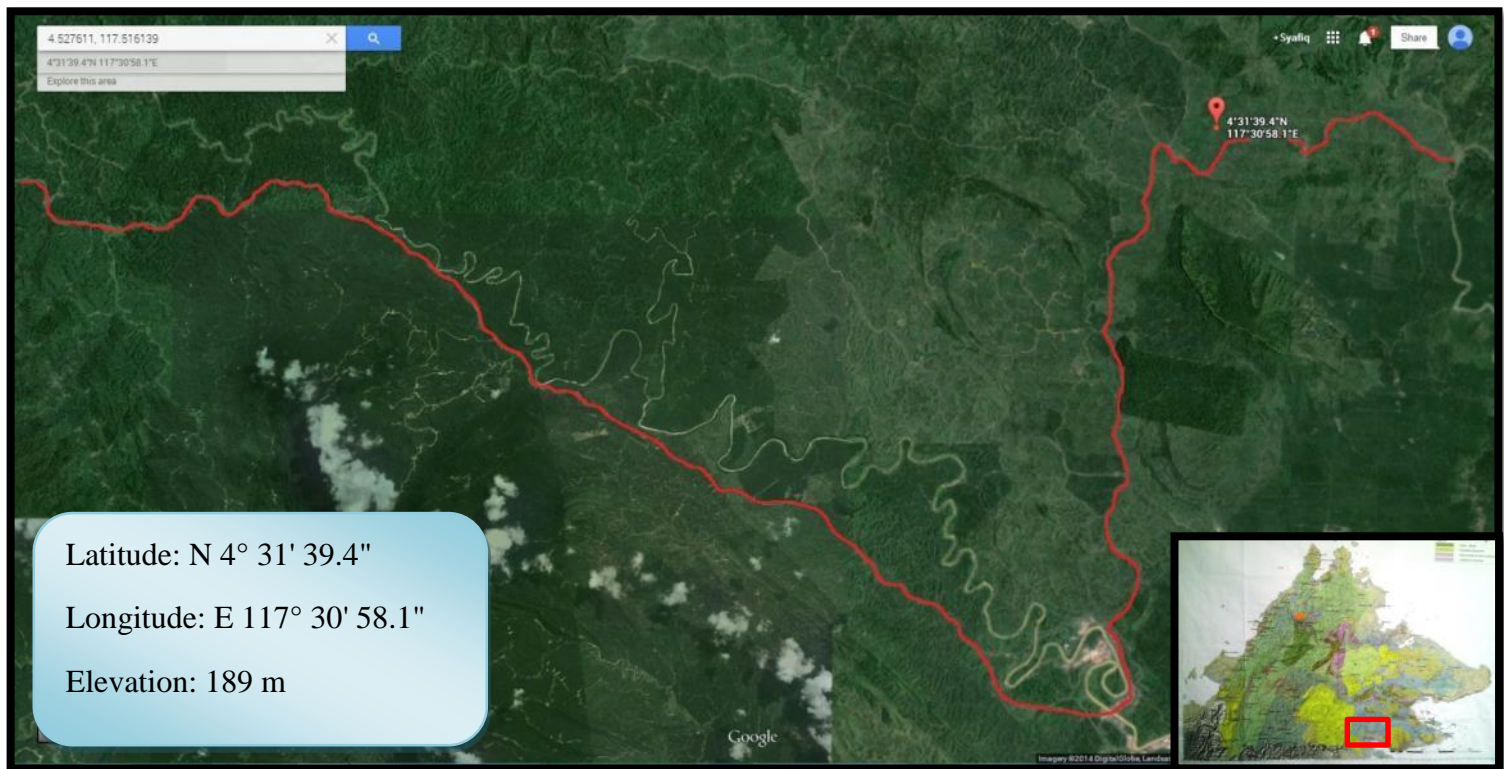 4.527611, 117.516139
4°31'39.4"N 117°30'58.1"E
Explore this area
+Syafiq
1
Share
4°31'39.4"N
117°30'58.1"E
Latitude: N 4° 31' 39.4"
Longitude: E 117° 30' 58.1"
Elevation: 189 m
Google
Imagery ©2014 DigitalGlobe, Landsat